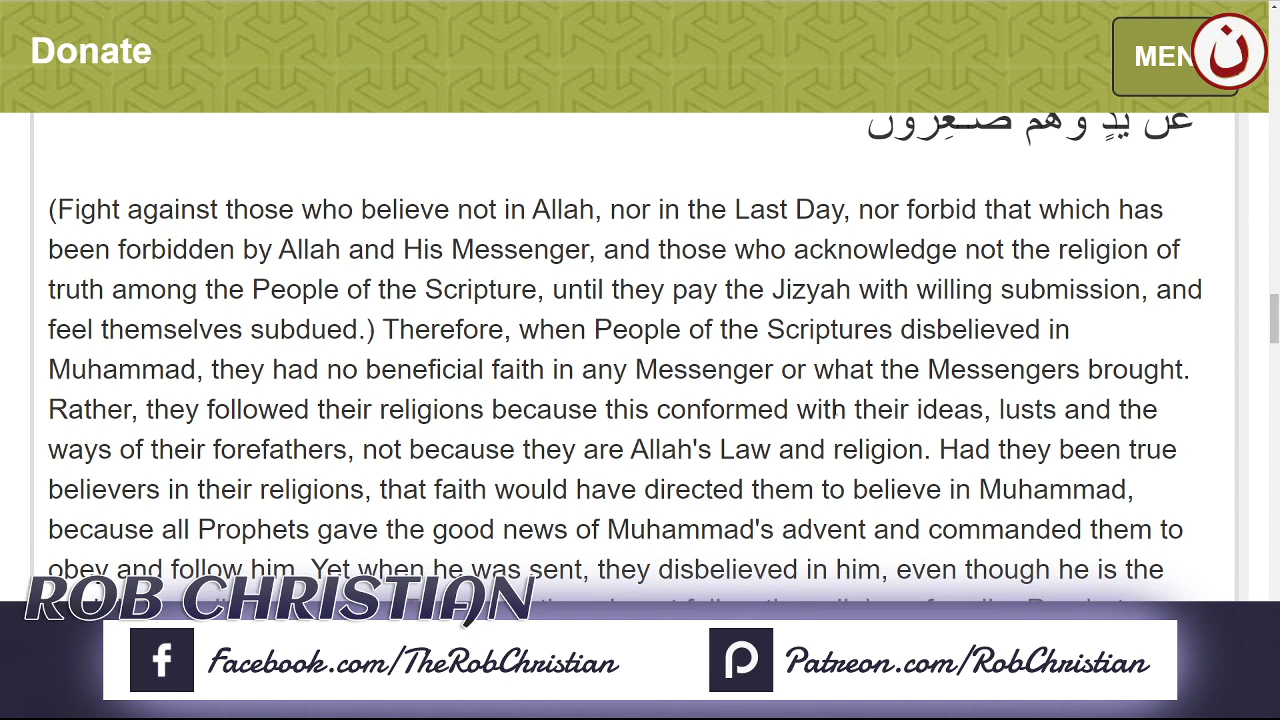 Donate
MEN
ن
عَن يَدٍ وَهُمْ صَـغِرُونَ
(Fight against those who believe not in Allah, nor in the Last Day, nor forbid that which has
been forbidden by Allah and His Messenger, and those who acknowledge not the religion of
truth among the People of the Scripture, until they pay the Jizyah with willing submission, and
feel themselves subdued.) Therefore, when People of the Scriptures disbelieved in
Muhammad, they had no beneficial faith in any Messenger or what the Messengers brought.
Rather, they followed their religions because this conformed with their ideas, lusts and the
ways of their forefathers, not because they are Allah's Law and religion. Had they been true
believers in their religions, that faith would have directed them to believe in Muhammad,
because all Prophets gave the good news of Muhammad's advent and commanded them to
obey and follow him. Yet when he was sent, they disbelieved in him, even though he is the
ROB CHRISTIAN
Facebook.com/TheRobChristian
Patreon.com/RobChristian